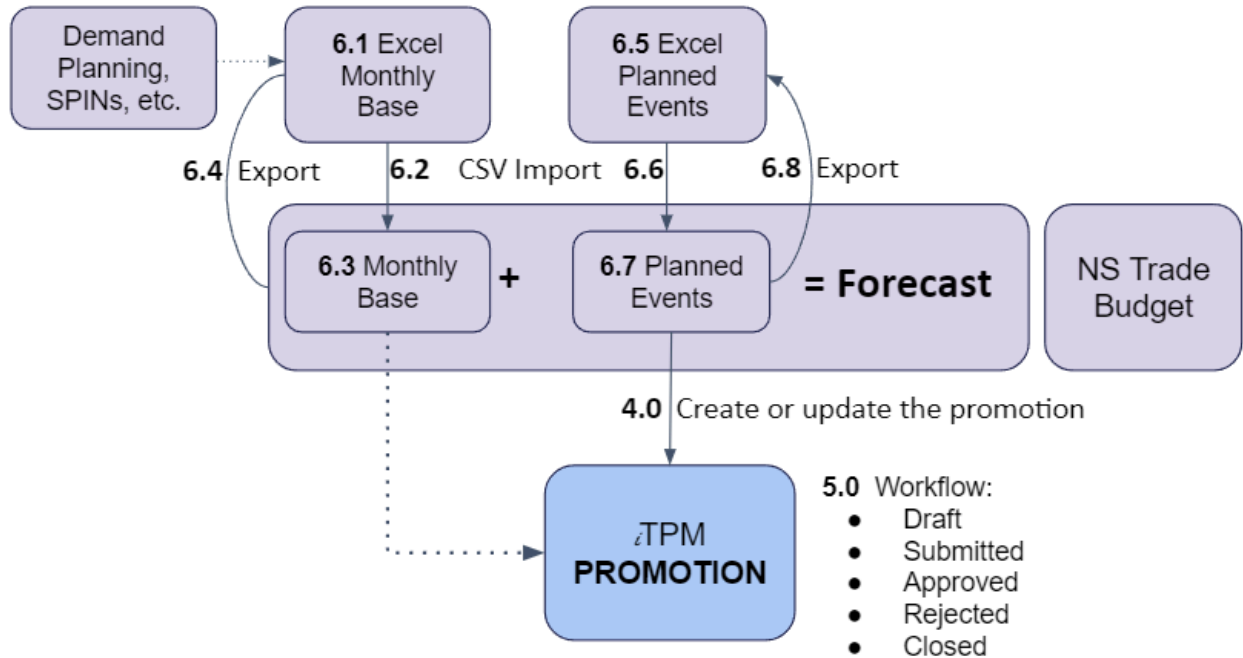 Demand
Planning,
SPINs, etc.
6.1 Excel
Monthly
Base
6.5 Excel
Planned
Events
6.4 Export
6.2 CSV Import 6.6
6.8 Export
6.3 Monthly
Base
+
6.7 Planned
Events
= Forecast
NS Trade
Budget
4.0 Create or update the promotion
iTPM
PROMOTION
5.0 Workflow:
● Draft
● Submitted
● Approved
● Rejected
● Closed